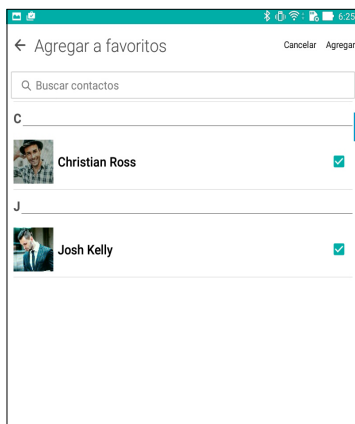 6:25
Agregar a favoritos
Cancelar Agregar
Buscar contactos
C
Christian Ross
J
Josh Kelly